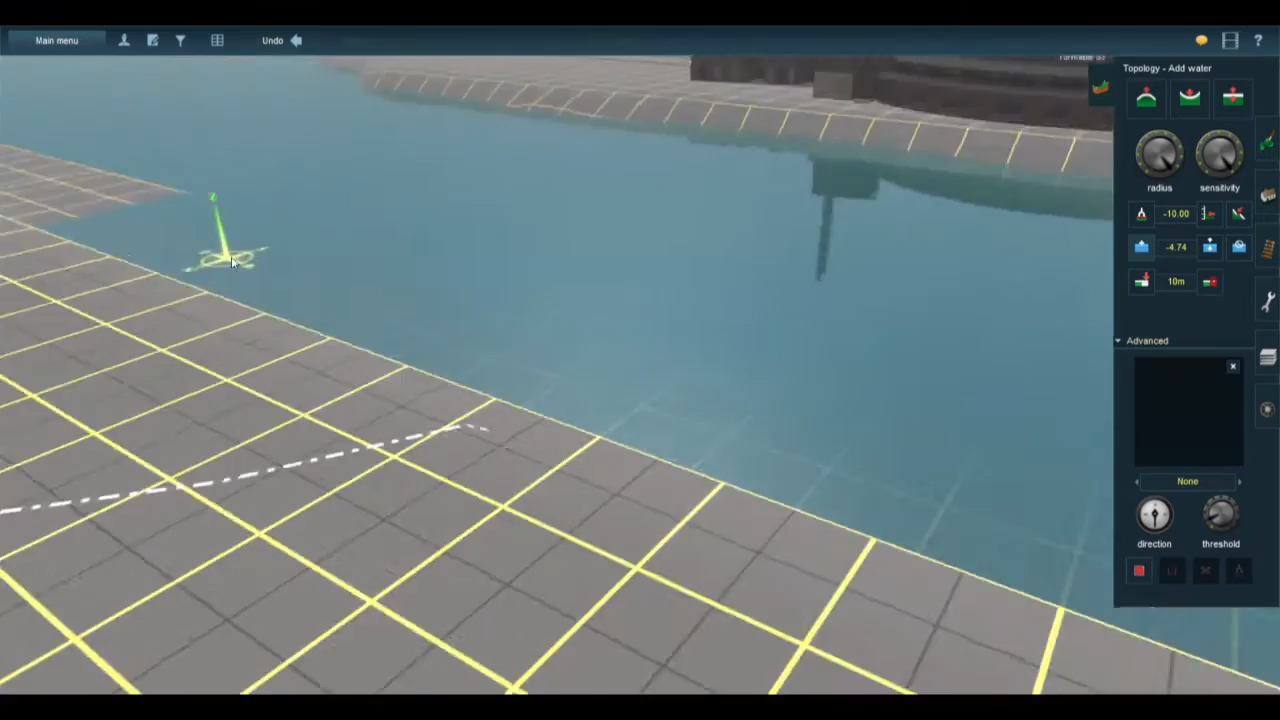 Main menu
Undo
?
Topology - Add water
radius
sensitivity
-10.00
-4.74
10m
Advanced
None
direction
threshold